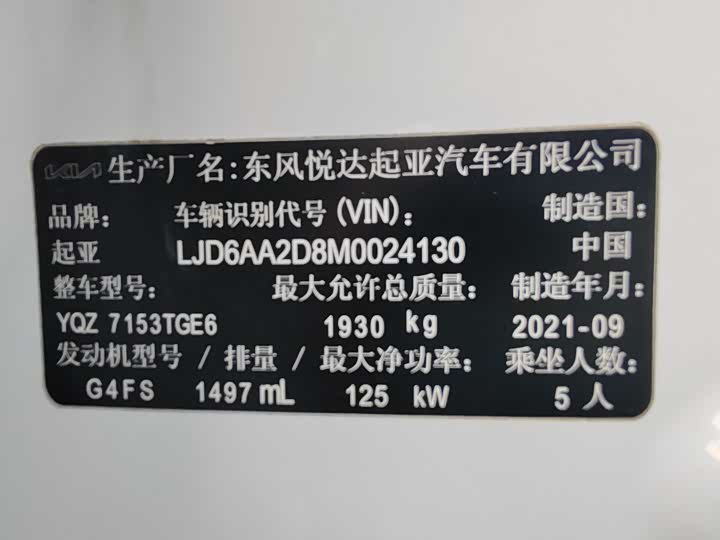 KIA 生产厂名:东风悦达起亚汽车有限公司
品牌: 车辆识别代号(VIN): 制造国:
起亚 LJD6AA2D8M0024130 中国
整车型号: 最大允许总质量: 制造年月:
YQZ 7153TGE6 1930 kg 2021-09
发动机型号 / 排量 / 最大净功率: 乘坐人数:
G4FS 1497 mL 125 kW 5 人